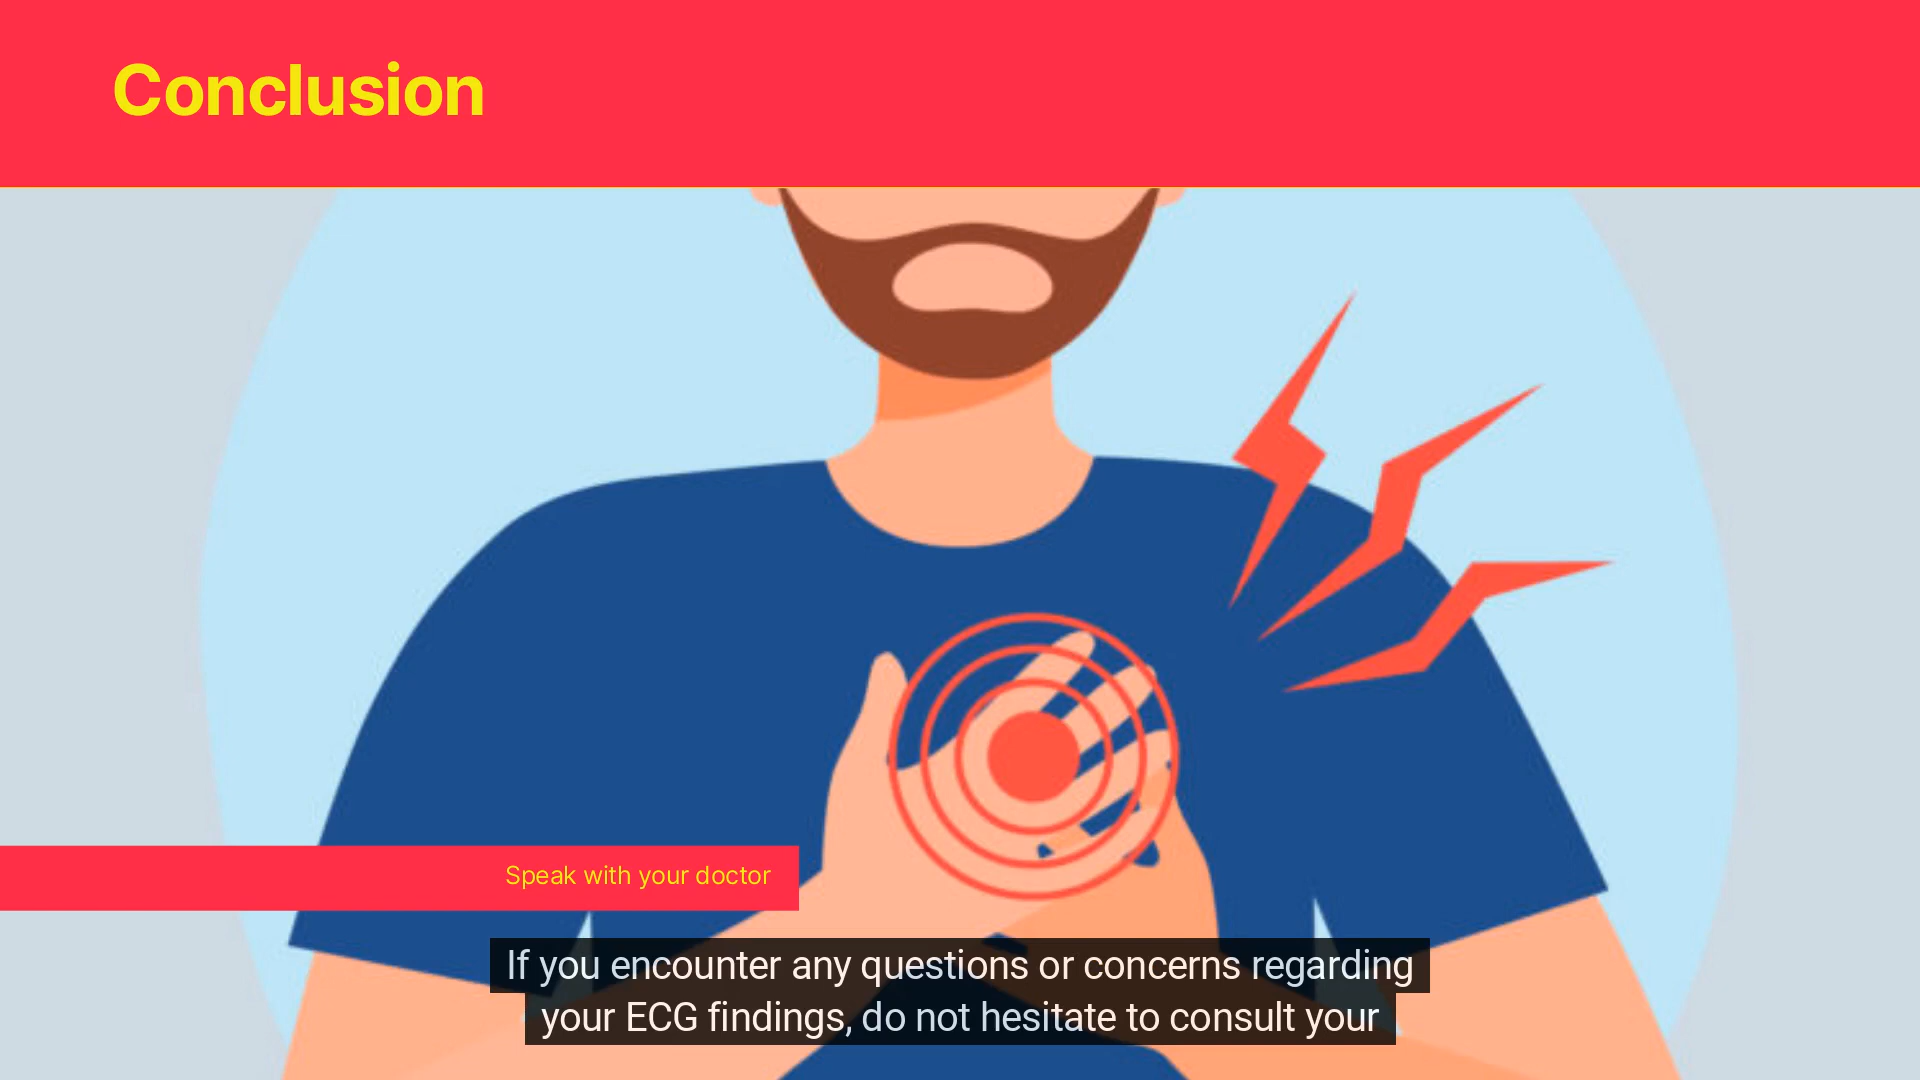 Conclusion
Speak with your doctor
If you encounter any questions or concerns regarding
your ECG findings, do not hesitate to consult your